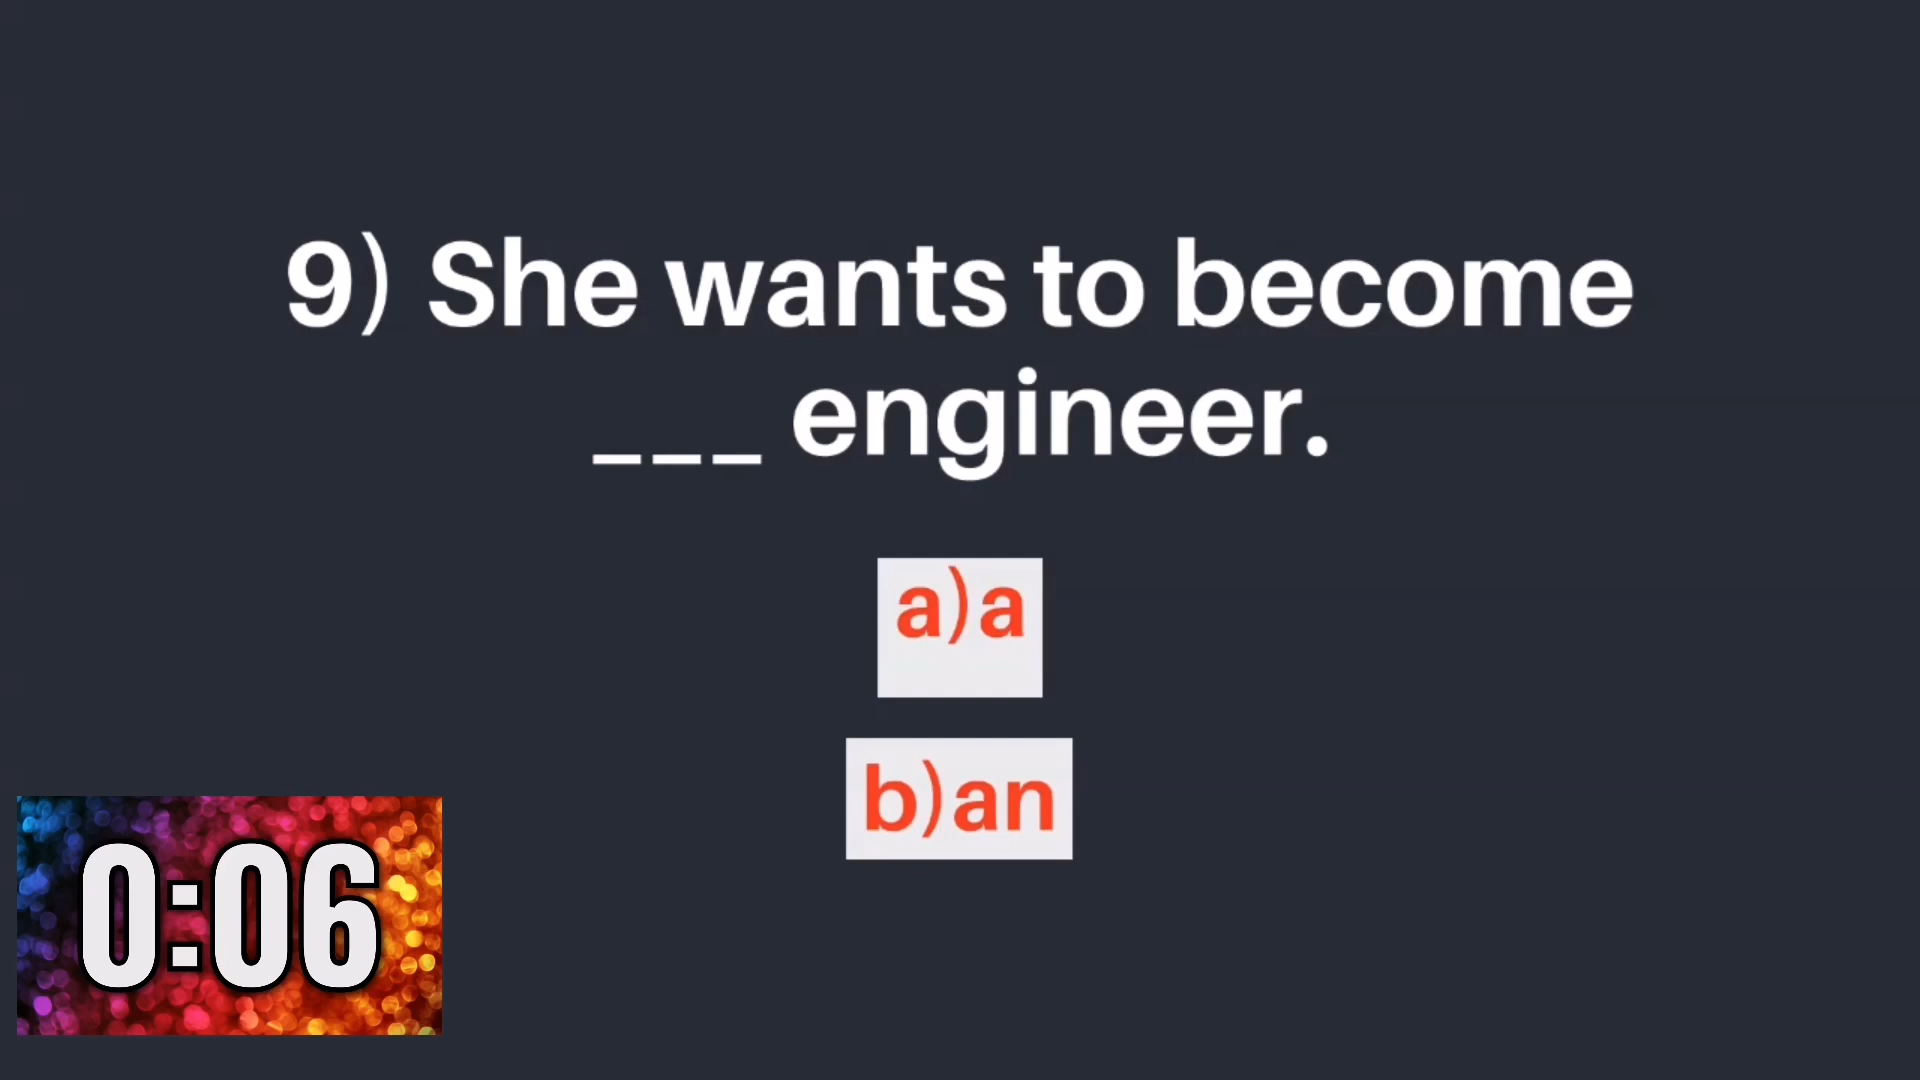 9) She wants to become
___ engineer.
a)a
b)an
0:06